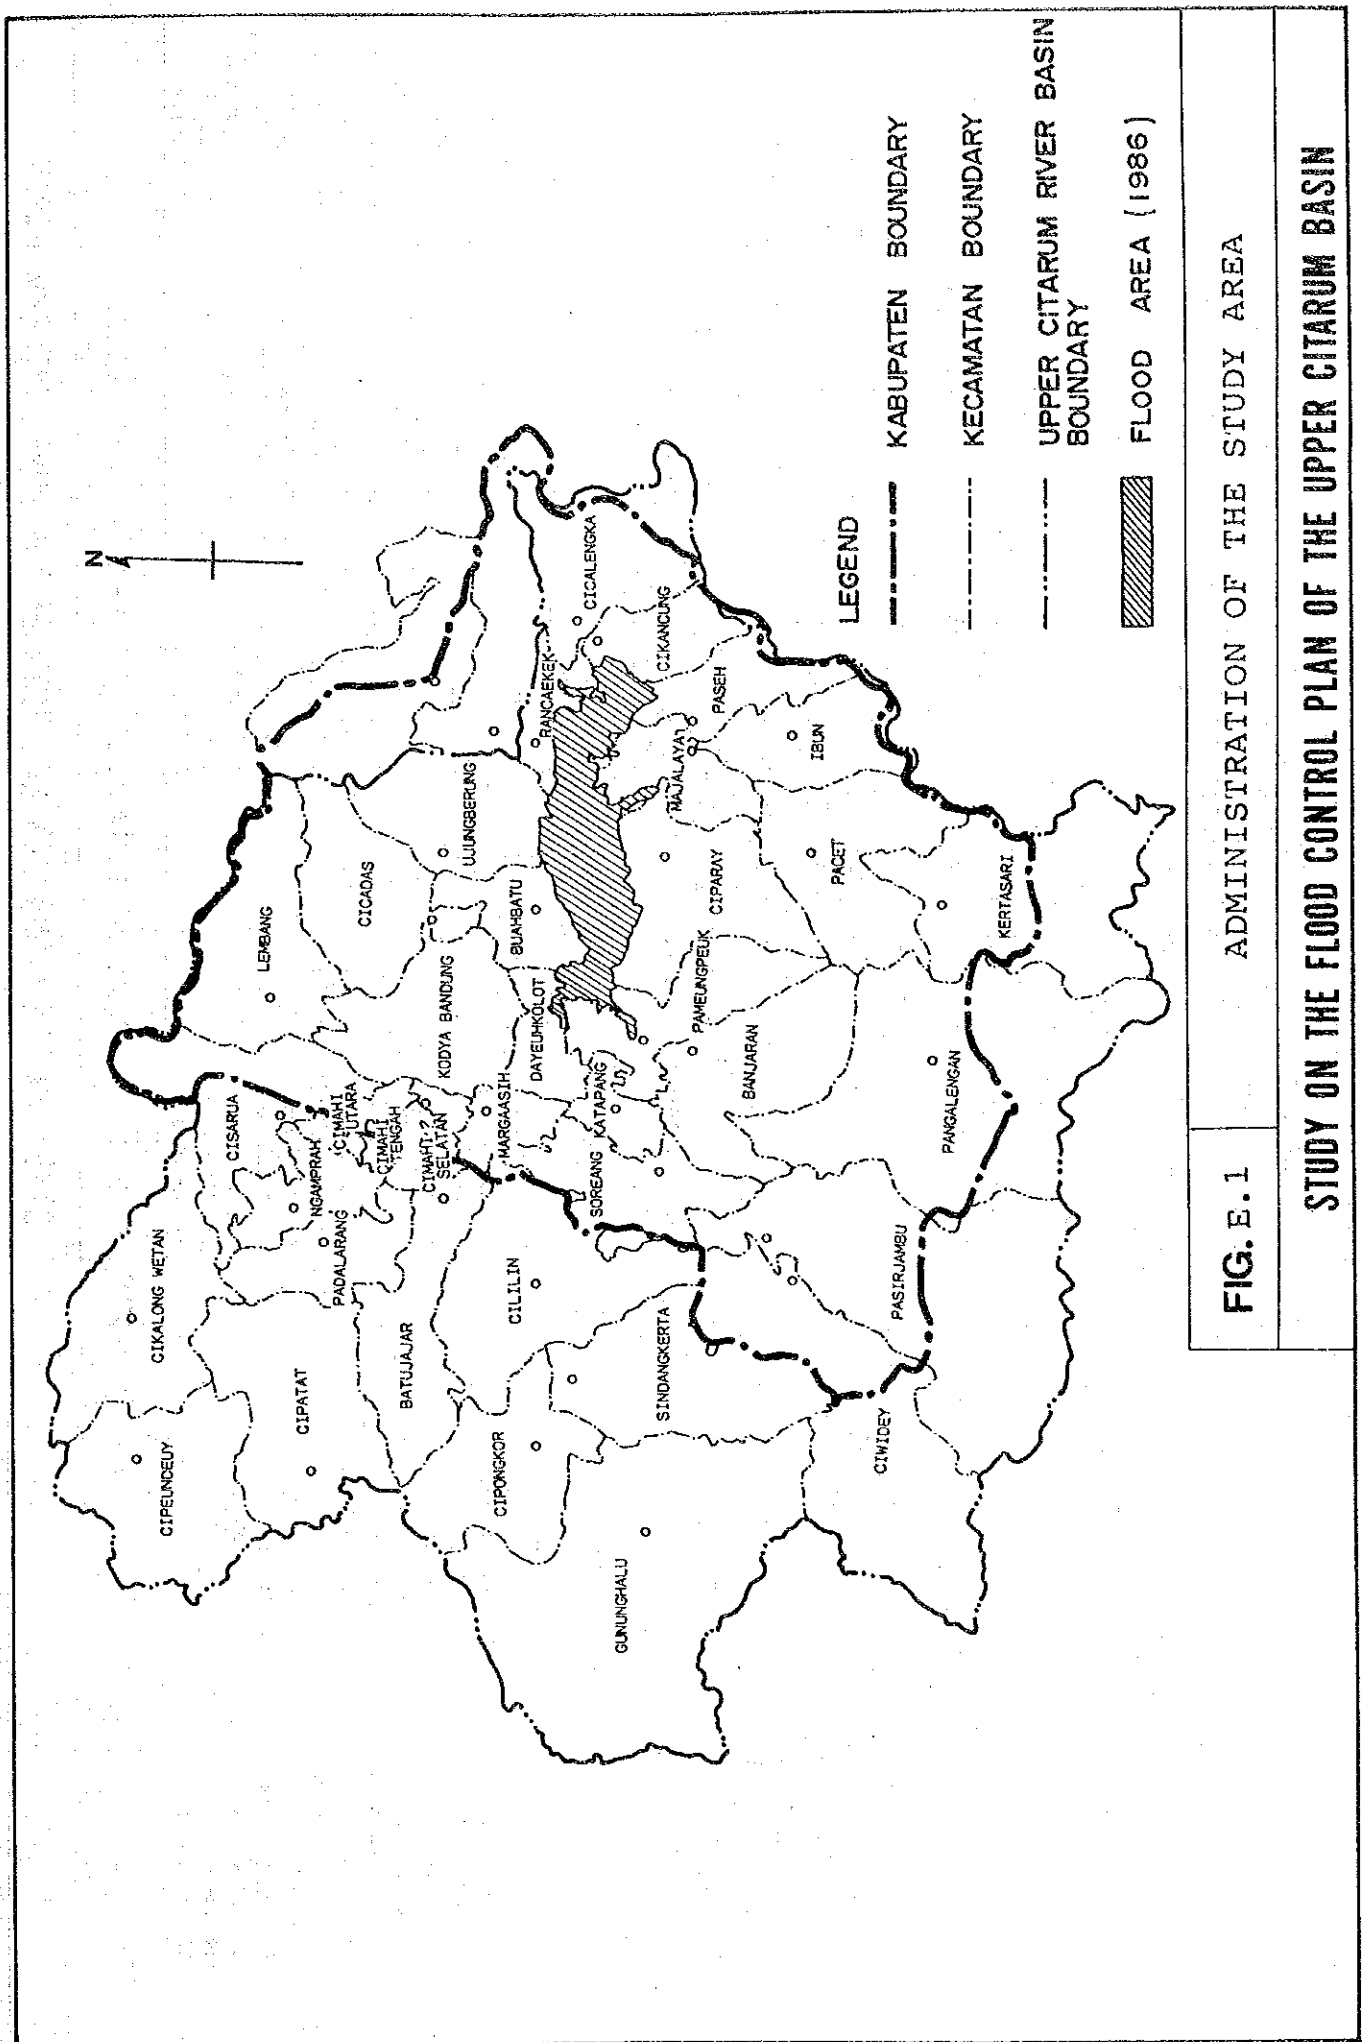 N
CIKALONG WETAN
CIPEUNDEUY
CISARUA
LEMBANG
NGAMPRAH
CIMAHI
UTARA
CIMAHI
TENGAH
CIMAHI
SELATAN
PADALARANG
CIPATAT
BATUJAJAR
CICADAS
KODYA BANDUNG
UJUNGBERUNG
BUAHBATU
DAYEUHKOLOT
MARGAASIH
RANCAEKEK
CICALENGKA
CIKANCUNG
CILILIN
CIPONGKOR
SOREANG
KATAPANG
MAJALAYA
PASEH
IBUN
CIPARAY
PAMEUNGPEUK
BANJARAN
PACET
KERTASARI
PANGALENGAN
SINDANGKERTA
GUNUNGHALU
CIWIDEY
PASIRJAMBU
LEGEND
KABUPATEN BOUNDARY
KECAMATAN BOUNDARY
UPPER CITARUM RIVER BASIN
BOUNDARY
FLOOD AREA (1986)
FIG. E.1
ADMINISTRATION OF THE STUDY AREA
STUDY ON THE FLOOD CONTROL PLAN OF THE UPPER CITARUM BASIN